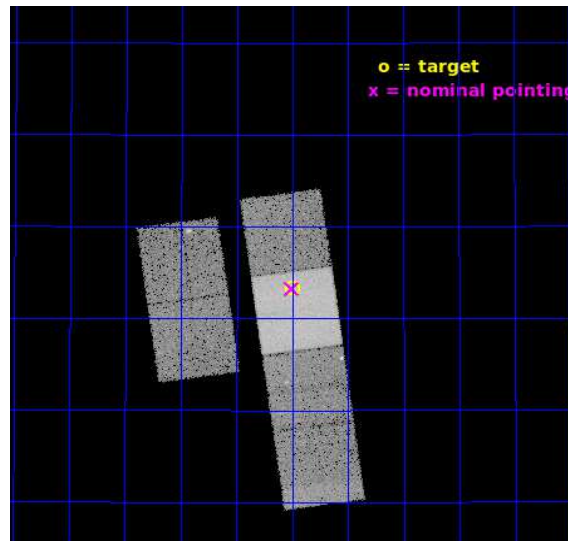 o = target
x = nominal pointing